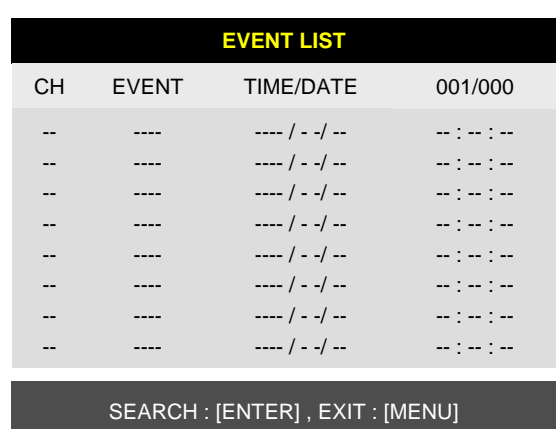 EVENT LIST
CH EVENT TIME/DATE 001/000
-- ---- ---- / - -/ -- -- : -- : --
-- ---- ---- / - -/ -- -- : -- : --
-- ---- ---- / - -/ -- -- : -- : --
-- ---- ---- / - -/ -- -- : -- : --
-- ---- ---- / - -/ -- -- : -- : --
-- ---- ---- / - -/ -- -- : -- : --
-- ---- ---- / - -/ -- -- : -- : --
-- ---- ---- / - -/ -- -- : -- : --
SEARCH : [ENTER] , EXIT : [MENU]